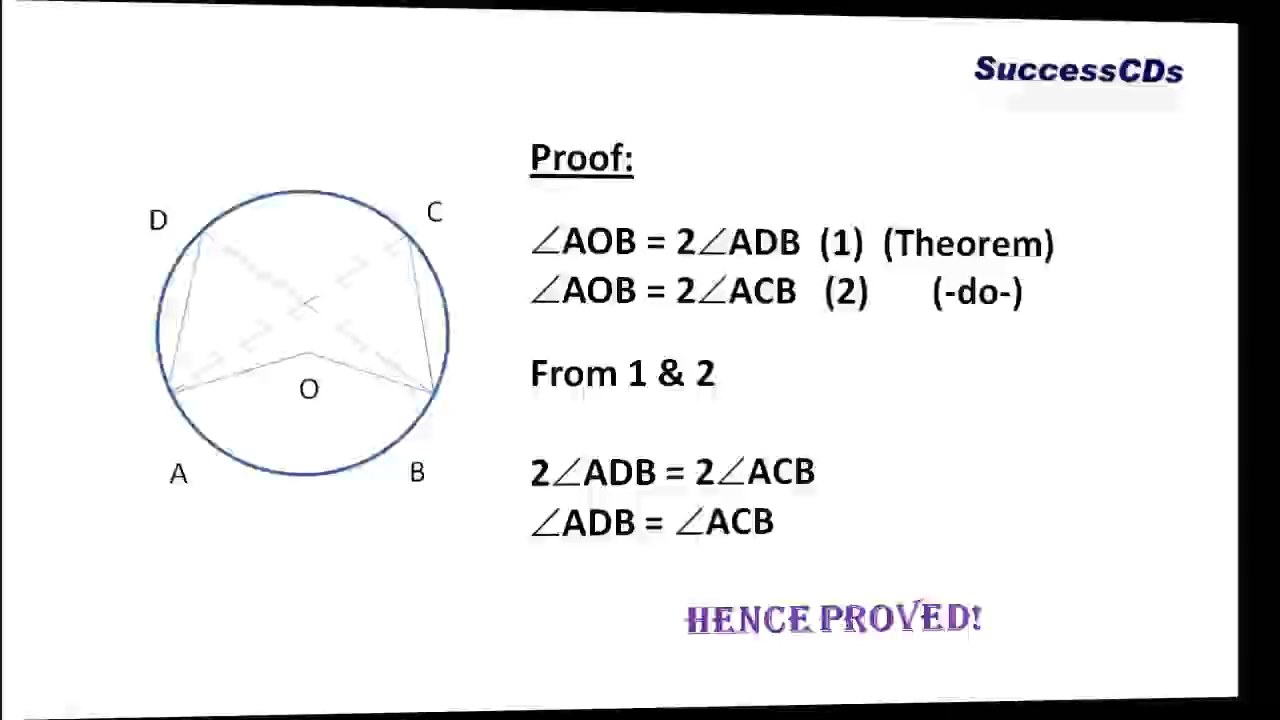 SuccessCDs
Proof:
∠AOB = 2∠ADB (1) (Theorem)
∠AOB = 2∠ACB (2) (-do-)
From 1 & 2
2∠ADB = 2∠ACB
∠ADB = ∠ACB
HENCE PROVED!
D
C
O
A
B